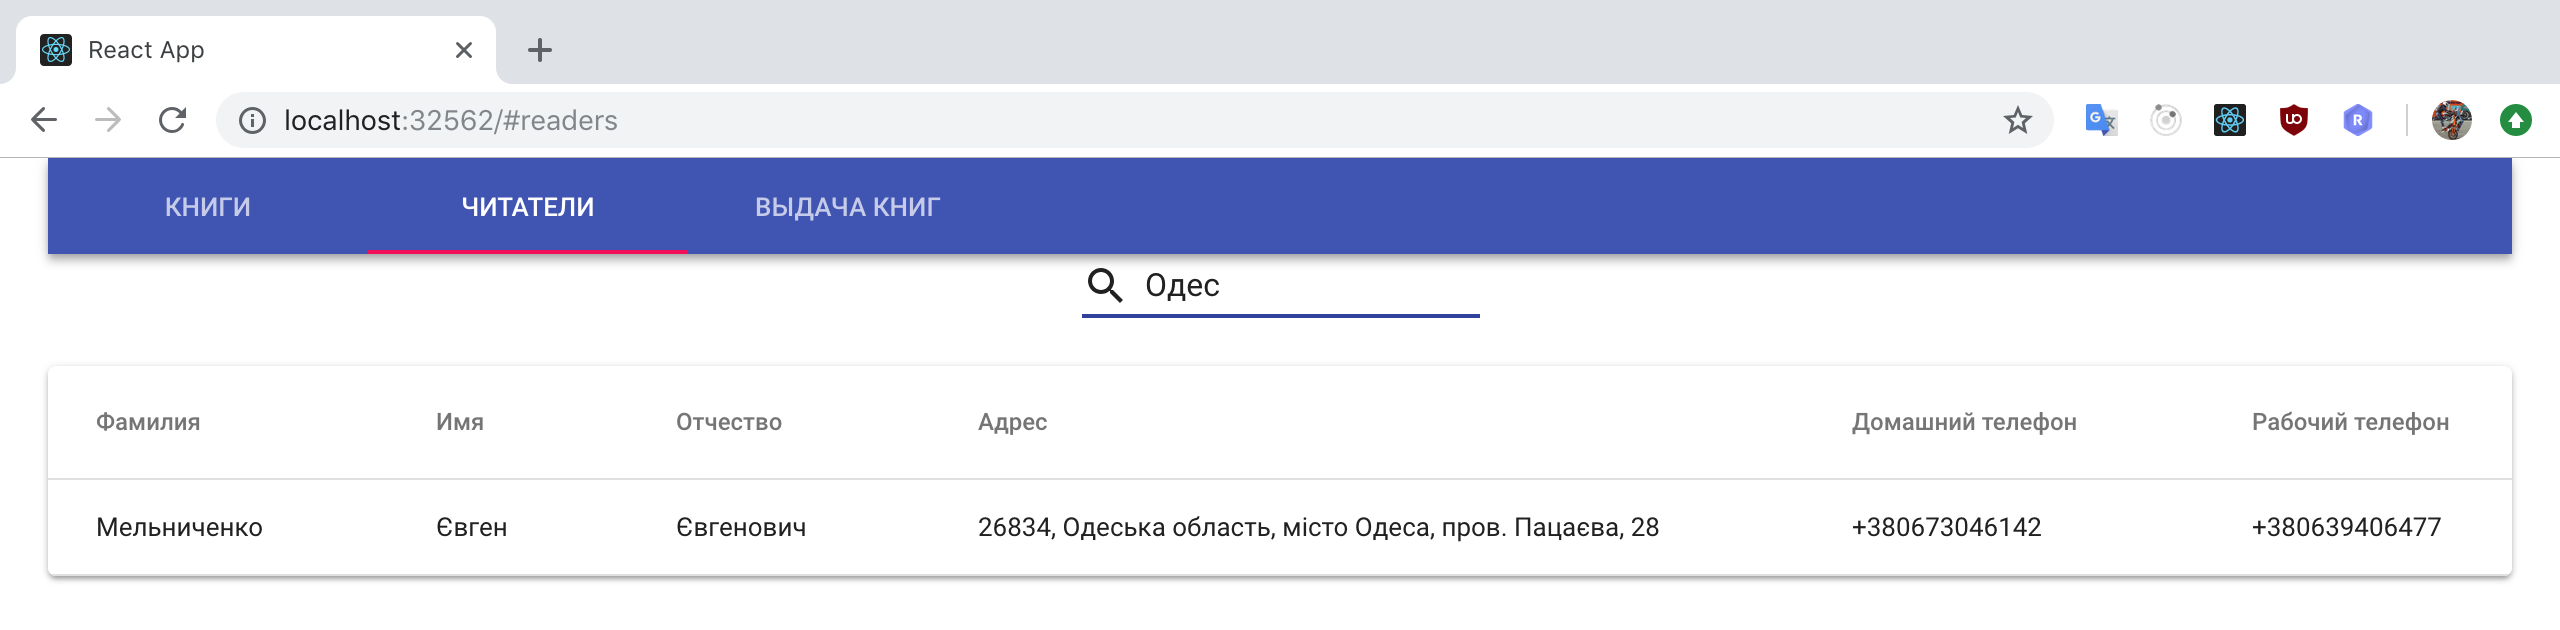 React App
localhost:32562/#readers
КНИГИ ЧИТАТЕЛИ ВЫДАЧА КНИГ
Одес
Фамилия Имя Отчество Адрес Домашний телефон Рабочий телефон
Мельниченко Євген Євгенович 26834, Одеська область, місто Одеса, пров. Пацаєва, 28 +380673046142 +380639406477